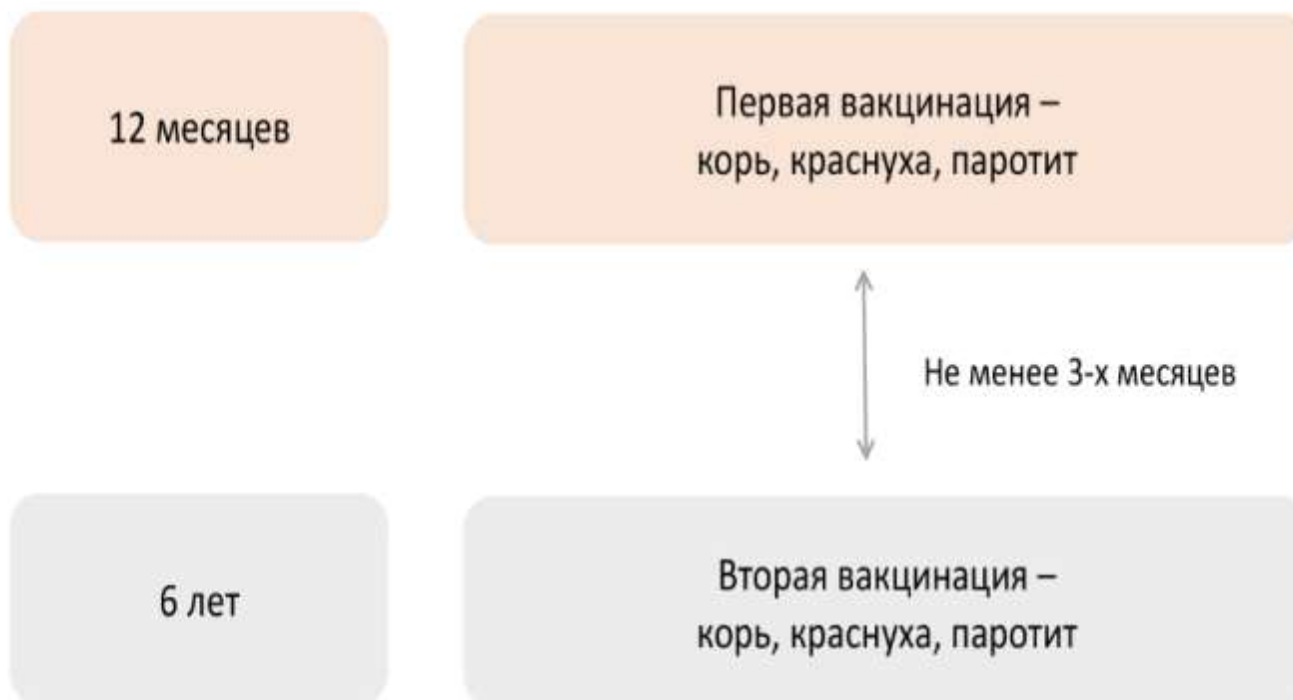 12 месяцев
Первая вакцинация –
корь, краснуха, паротит
Не менее 3-х месяцев
6 лет
Вторая вакцинация –
корь, краснуха, паротит